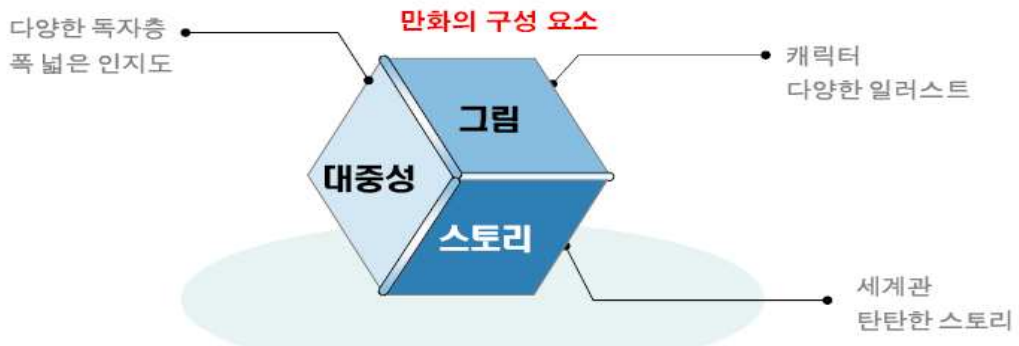 만화의 구성 요소
다양한 독자층
폭 넓은 인지도
캐릭터
다양한 일러스트
그림
대중성
스토리
세계관
탄탄한 스토리